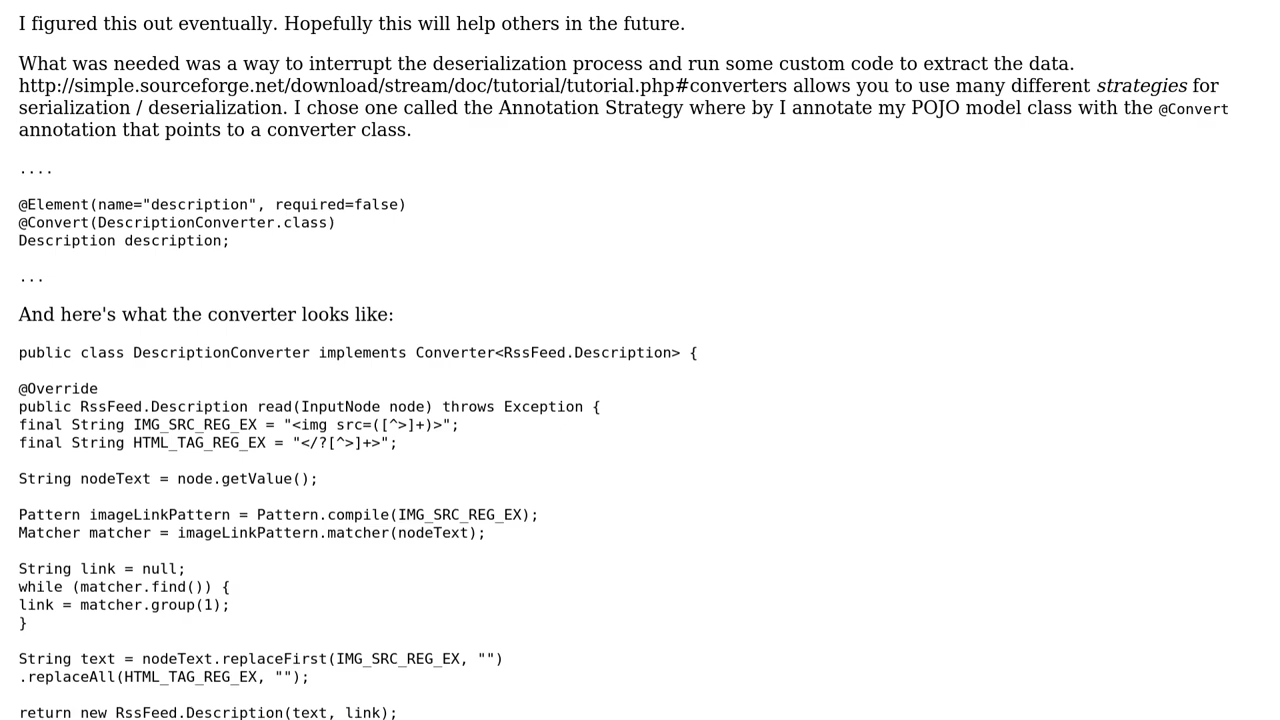 I figured this out eventually. Hopefully this will help others in the future.
What was needed was a way to interrupt the deserialization process and run some custom code to extract the data.
http://simple.sourceforge.net/download/stream/doc/tutorial/tutorial.php#converters allows you to use many different strategies for
serialization / deserialization. I chose one called the Annotation Strategy where by I annotate my POJO model class with the @Convert
annotation that points to a converter class.
....
@Element(name="description", required=false)
@Convert(DescriptionConverter.class)
Description description;
...
And here's what the converter looks like:
public class DescriptionConverter implements Converter<RssFeed.Description> {
@Override
public RssFeed.Description read(InputNode node) throws Exception {
final String IMG_SRC_REG_EX = "<img src=([^>]+)>";
final String HTML_TAG_REG_EX = "</?[^>]+>";
String nodeText = node.getValue();
Pattern imageLinkPattern = Pattern.compile(IMG_SRC_REG_EX);
Matcher matcher = imageLinkPattern.matcher(nodeText);
String link = null;
while (matcher.find()) {
link = matcher.group(1);
}
String text = nodeText.replaceFirst(IMG_SRC_REG_EX, "")
.replaceAll(HTML_TAG_REG_EX, "");
return new RssFeed.Description(text, link);